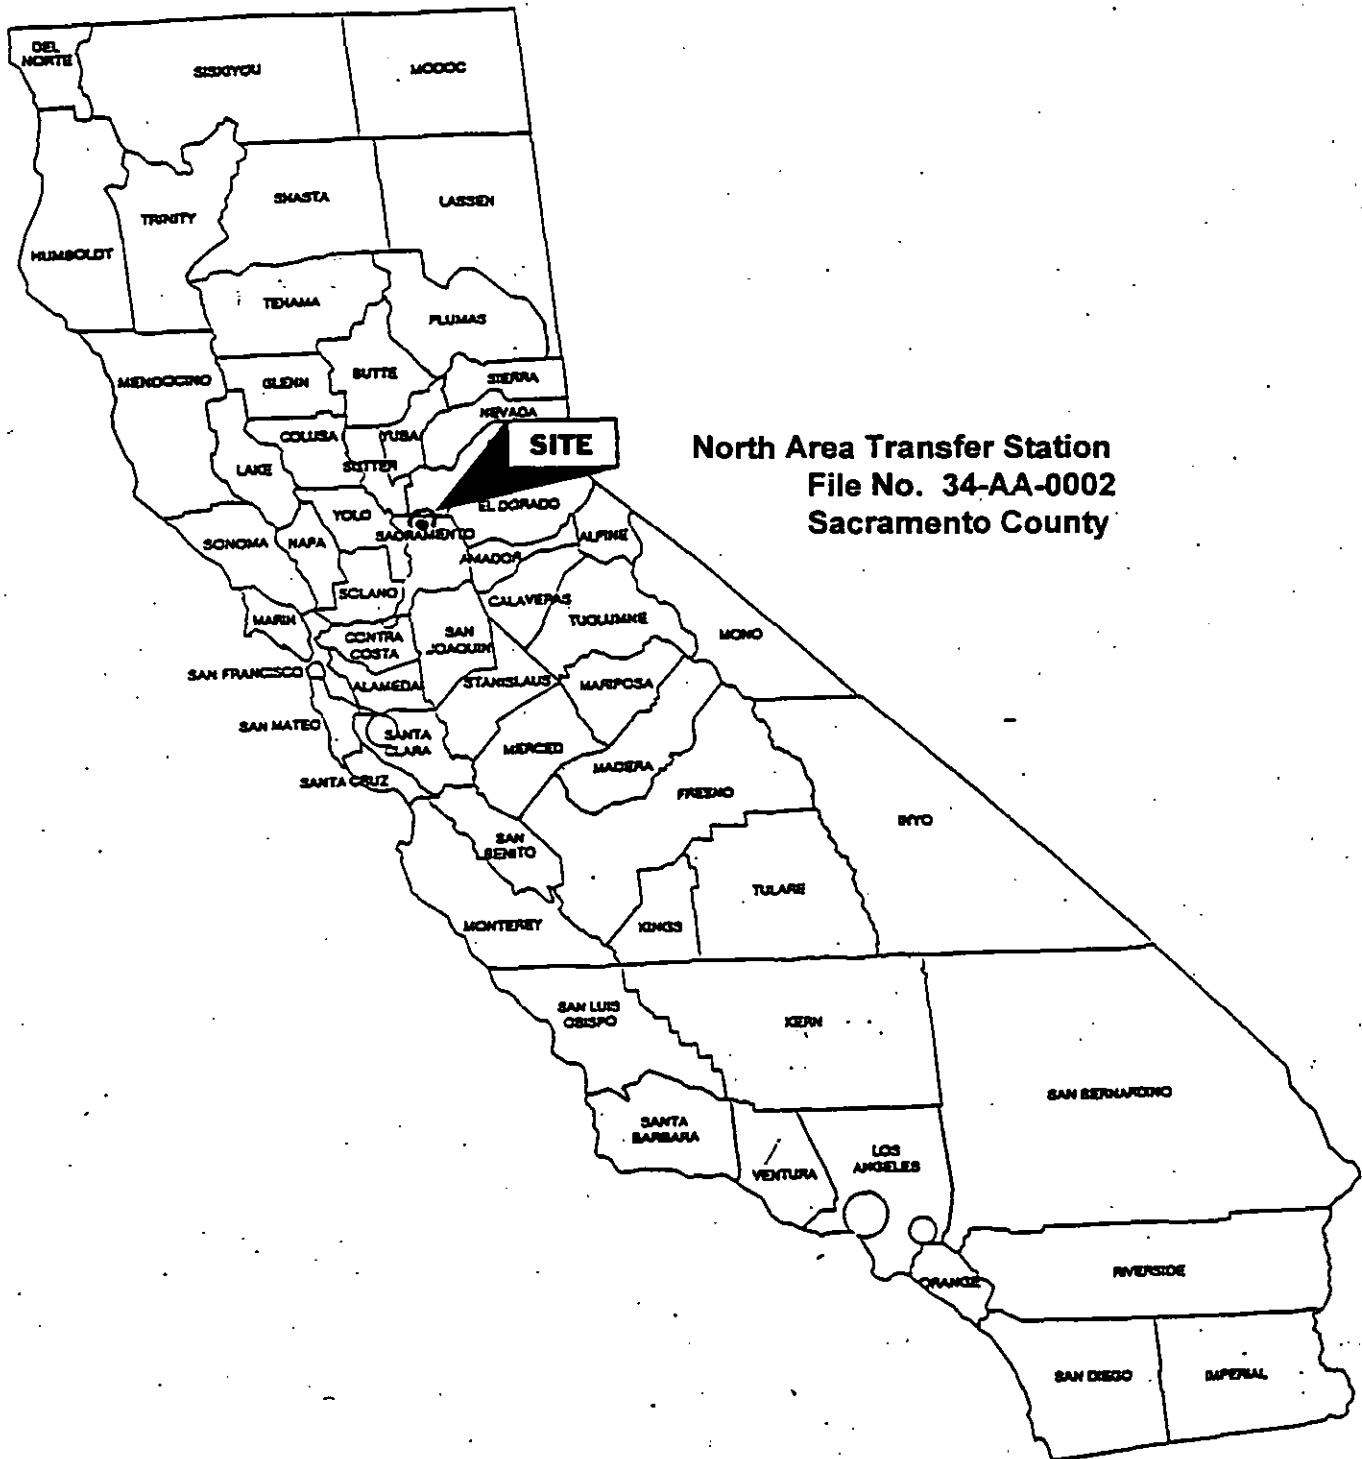 DEL
NORTE
SISKIYOU
MODOC
SHASTA
LASSEN
TRINITY
HUMBOLDT
TEHAMA
PLUMAS
MENDOCINO
GLENN
BUTTE
SIERRA
NEVADA
COLUSA
YUBA
SITE
North Area Transfer Station
File No. 34-AA-0002
Sacramento County
LAKE
SUTTER
YOLO
EL DORADO
SACRAMENTO
SONOMA
NAPA
ALPINE
AMADOR
SOLANO
CALAVERAS
MARIN
TUOLUMNE
CONTRA
COSTA
SAN
JOAQUIN
MONO
SAN FRANCISCO
ALAMEDA
STANISLAUS
MARIPOSA
SAN MATEO
SANTA
CLARA
MERCED
MADERA
SANTA CRUZ
FRESNO
INYO
SAN
BENITO
TULARE
MONTEREY
KINGS
SAN LUIS
OBISPO
KERN
SAN BERNARDINO
SANTA
BARBARA
VENTURA
LOS
ANGELES
ORANGE
RIVERSIDE
SAN DIEGO
IMPERIAL